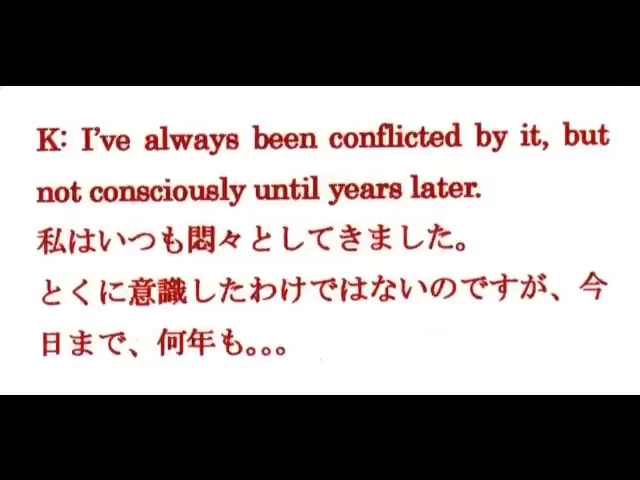 K: I've always been conflicted by it, but
not consciously until years later.
私はいつも悶々としてきました。
とくに意識したわけではないのですが、今
日まで、何年も。。。